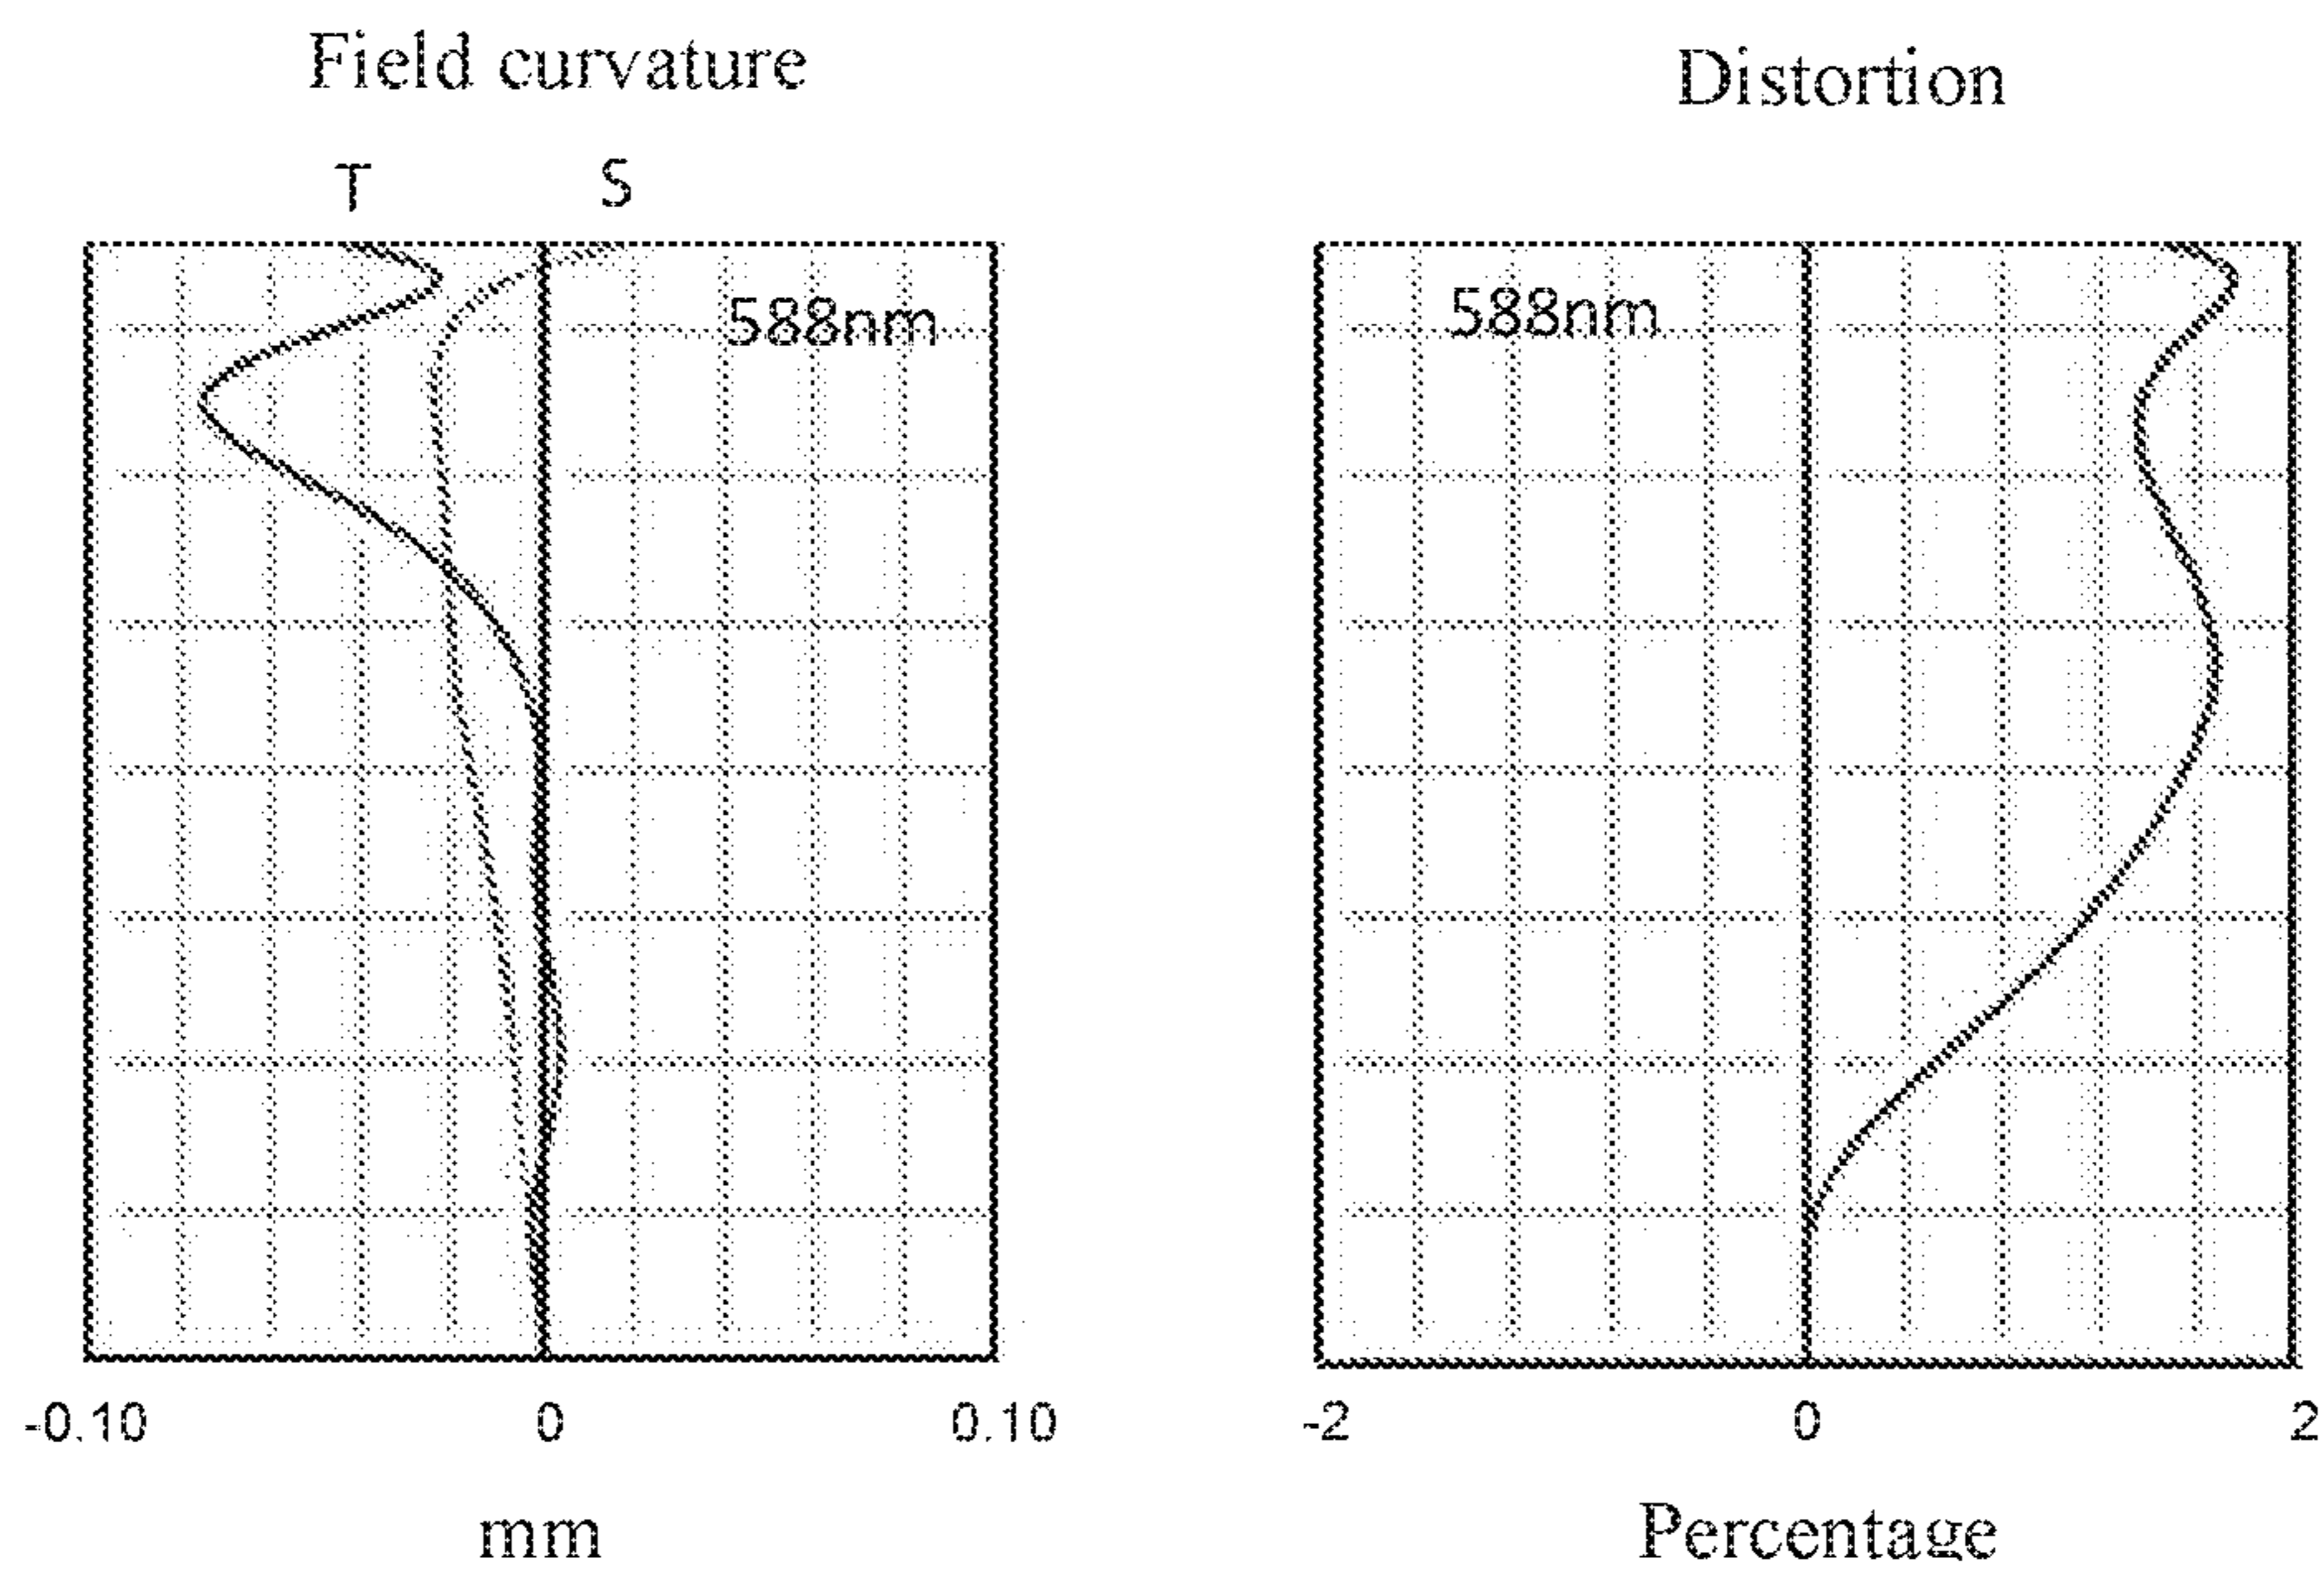 Field curvature
T S
588nm
-0.10 0 0.10
mm
Distortion
588nm
-2 0 2
Percentage